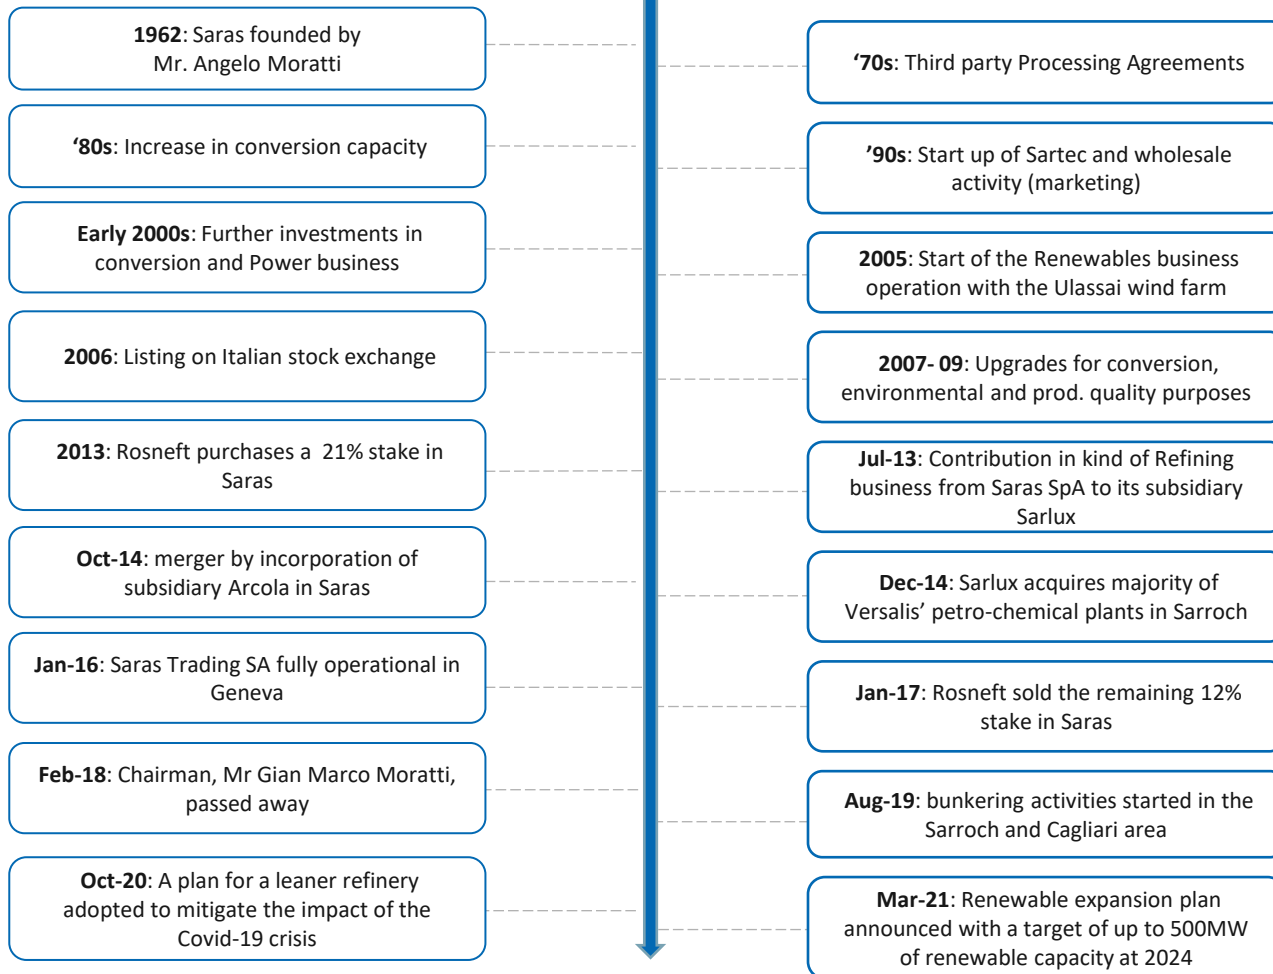 1962: Saras founded by
Mr. Angelo Moratti
‘70s: Third party Processing Agreements
‘80s: Increase in conversion capacity
’90s: Start up of Sartec and wholesale
activity (marketing)
Early 2000s: Further investments in
conversion and Power business
2005: Start of the Renewables business
operation with the Ulassai wind farm
2006: Listing on Italian stock exchange
2007- 09: Upgrades for conversion,
environmental and prod. quality purposes
2013: Rosneft purchases a  21% stake in
Saras
Jul-13: Contribution in kind of Refining
business from Saras SpA to its subsidiary
Sarlux
Oct-14: merger by incorporation of
subsidiary Arcola in Saras
Dec-14: Sarlux acquires majority of
Versalis’ petro-chemical plants in Sarroch
Jan-16: Saras Trading SA fully operational in
Geneva
Jan-17: Rosneft sold the remaining 12%
stake in Saras
Feb-18: Chairman, Mr Gian Marco Moratti,
passed away
Aug-19: bunkering activities started in the
Sarroch and Cagliari area
Oct-20: A plan for a leaner refinery
adopted to mitigate the impact of the
Covid-19 crisis
Mar-21: Renewable expansion plan
announced with a target of up to 500MW
of renewable capacity at 2024